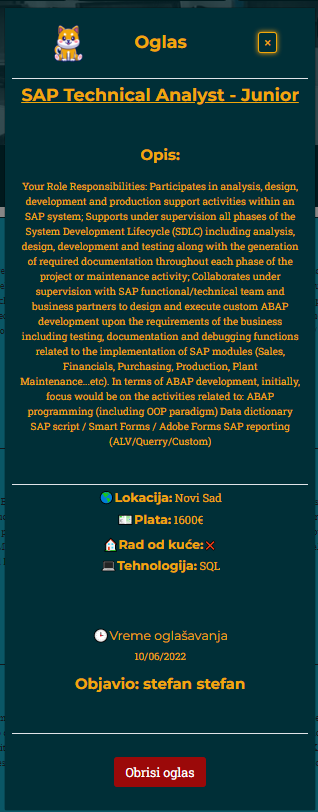 Oglas
×
SAP Technical Analyst - Junior
Opis:
Your Role Responsibilities: Participates in analysis, design,
development and production support activities within an
SAP system; Supports under supervision all phases of the
System Development Lifecycle (SDLC) including analysis,
design, development and testing along with the generation
of required documentation throughout each phase of the
project or maintenance activity; Collaborates under
supervision with SAP functional/technical team and
business partners to design and execute custom ABAP
development upon the requirements of the business
including testing, documentation and debugging functions
related to the implementation of SAP modules (Sales,
Financials, Purchasing, Production, Plant
Maintenance...etc). In terms of ABAP development, initially,
focus would be on the activities related to: ABAP
programming (including OOP paradigm) Data dictionary
SAP script / Smart Forms / Adobe Forms SAP reporting
(ALV/Querry/Custom)
Lokacija: Novi Sad
Plata: 1600€
Rad od kuće:
Tehnologija: SQL
Vreme oglašavanja
10/06/2022
Objavio: stefan stefan
Obrisi oglas